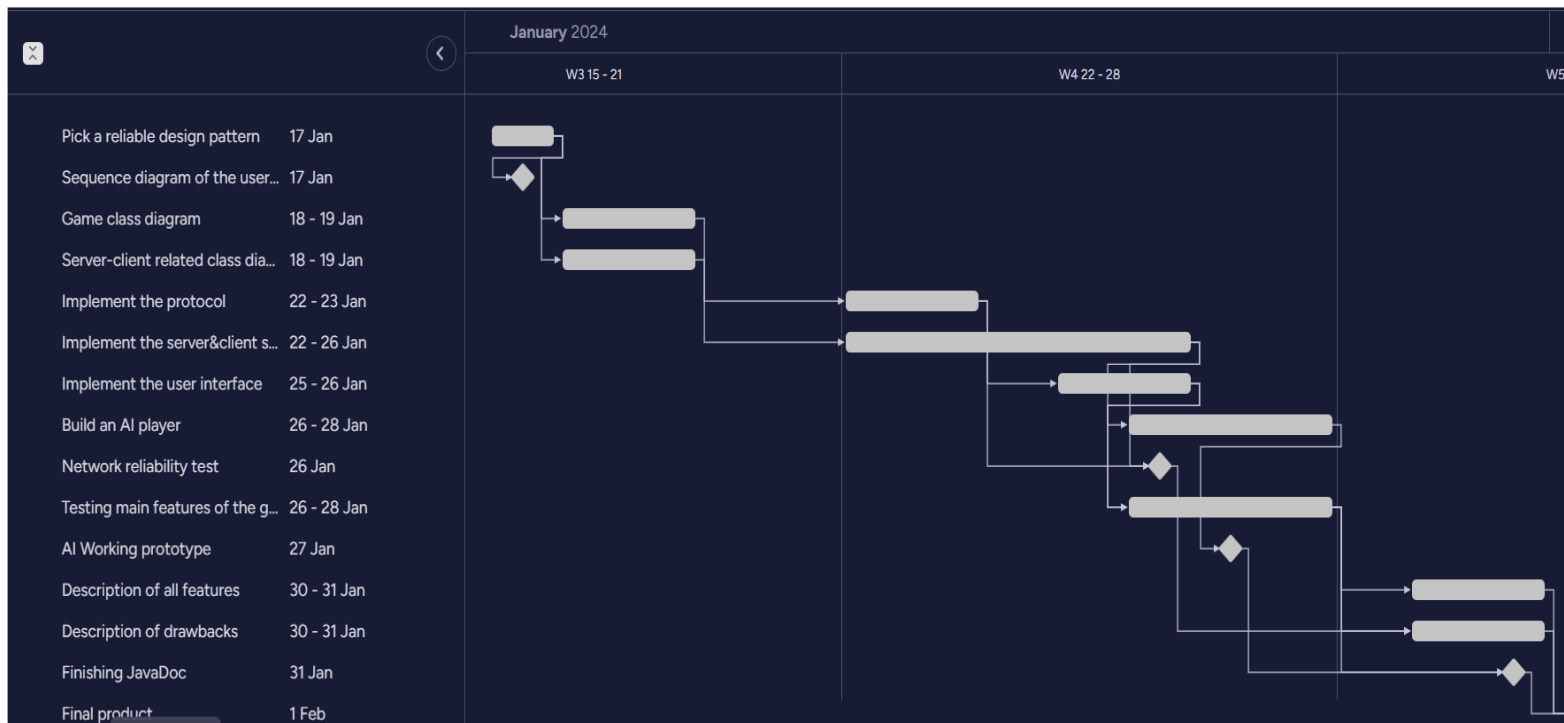 January 2024
W3 15 - 21
W4 22 - 28
W5
Pick a reliable design pattern 17 Jan
Sequence diagram of the user... 17 Jan
Game class diagram 18 - 19 Jan
Server-client related class dia... 18 - 19 Jan
Implement the protocol 22 - 23 Jan
Implement the server&client s... 22 - 26 Jan
Implement the user interface 25 - 26 Jan
Build an AI player 26 - 28 Jan
Network reliability test 26 Jan
Testing main features of the g... 26 - 28 Jan
AI Working prototype 27 Jan
Description of all features 30 - 31 Jan
Description of drawbacks 30 - 31 Jan
Finishing JavaDoc 31 Jan
Final product 1 Feb